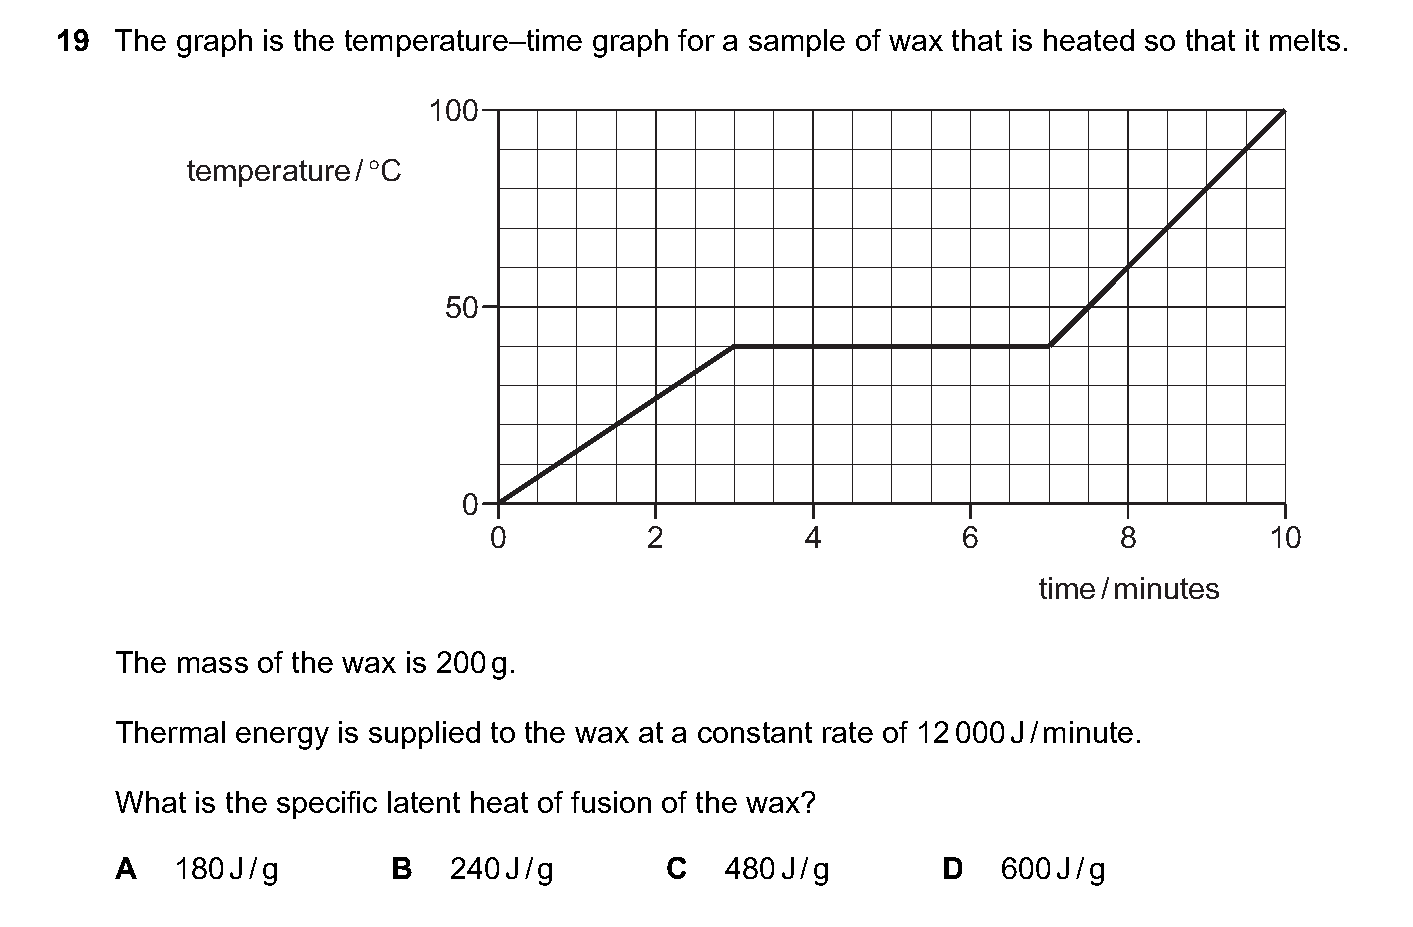 19 The graph is the temperature–time graph for a sample of wax that is heated so that it melts.
100
temperature / °C
50
0
0 2 4 6 8 10
time / minutes
The mass of the wax is 200 g.
Thermal energy is supplied to the wax at a constant rate of 12 000 J / minute.
What is the specific latent heat of fusion of the wax?
A 180 J / g B 240 J / g C 480 J / g D 600 J / g